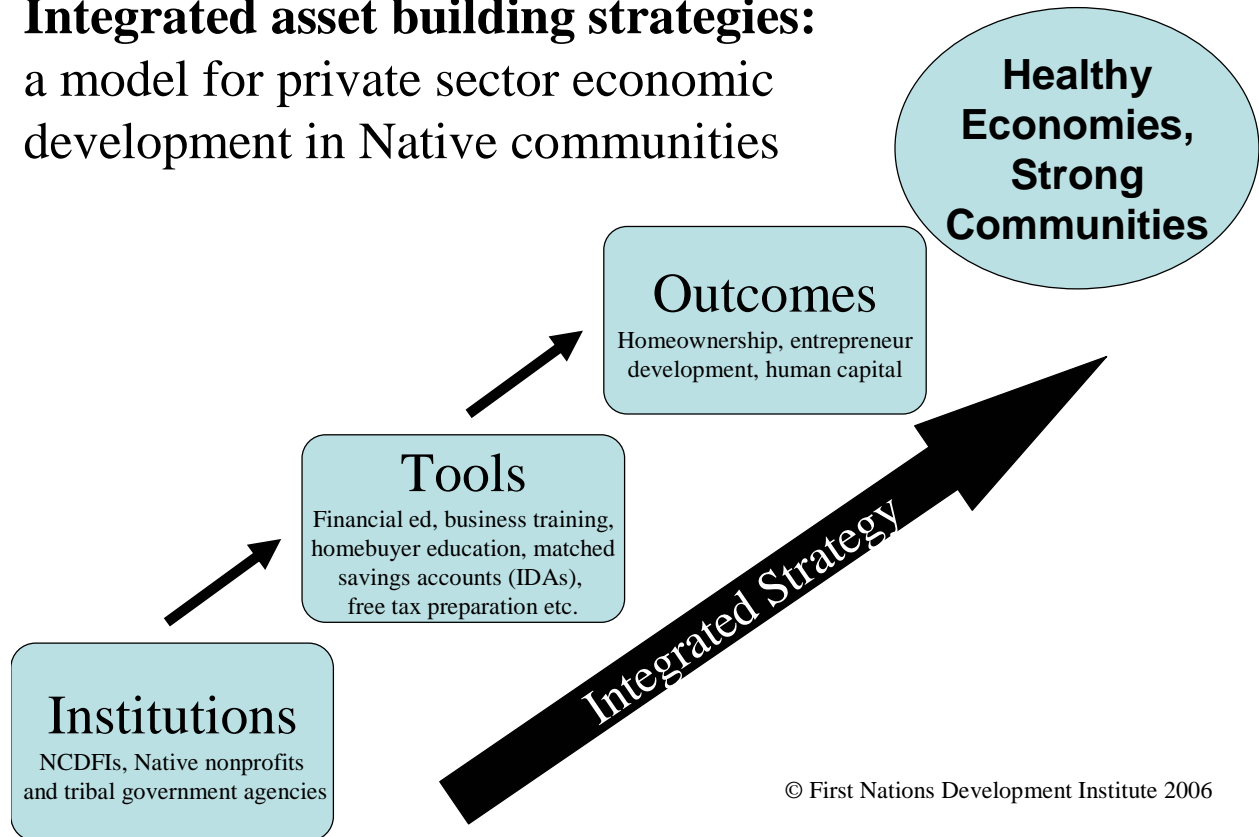 Integrated asset building strategies:
a model for private sector economic
development in Native communities
Healthy
Economies,
Strong
Communities
Outcomes
Homeownership, entrepreneur
development, human capital
Tools
Financial ed, business training,
homebuyer education, matched
savings accounts (IDAs),
free tax preparation etc.
Integrated Strategy
Institutions
NCDFIs, Native nonprofits
and tribal government agencies
© First Nations Development Institute 2006